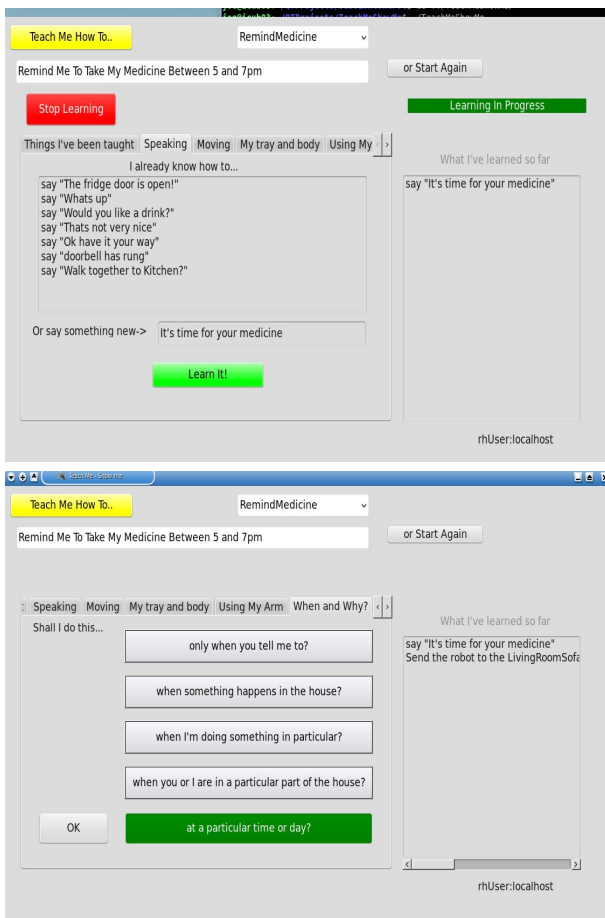 Teach Me How To..
RemindMedicine
Remind Me To Take My Medicine Between 5 and 7pm
or Start Again
Stop Learning
Learning In Progress
Things I've been taught Speaking Moving My tray and body Using My
What I've learned so far
I already know how to...
say "The fridge door is open!"
say "Whats up"
say "Would you like a drink?"
say "Thats not very nice"
say "Ok have it your way"
say "doorbell has rung"
say "Walk together to Kitchen?"
say "It's time for your medicine"
Or say something new->
It's time for your medicine
Learn It!
rhUser:localhost
Teach Me - Show me
Teach Me How To..
RemindMedicine
Remind Me To Take My Medicine Between 5 and 7pm
or Start Again
Speaking Moving My tray and body Using My Arm When and Why?
What I've learned so far
Shall I do this...
only when you tell me to?
when something happens in the house?
when I'm doing something in particular?
when you or I are in a particular part of the house?
OK
at a particular time or day?
say "It's time for your medicine"
Send the robot to the LivingRoomSofa
rhUser:localhost